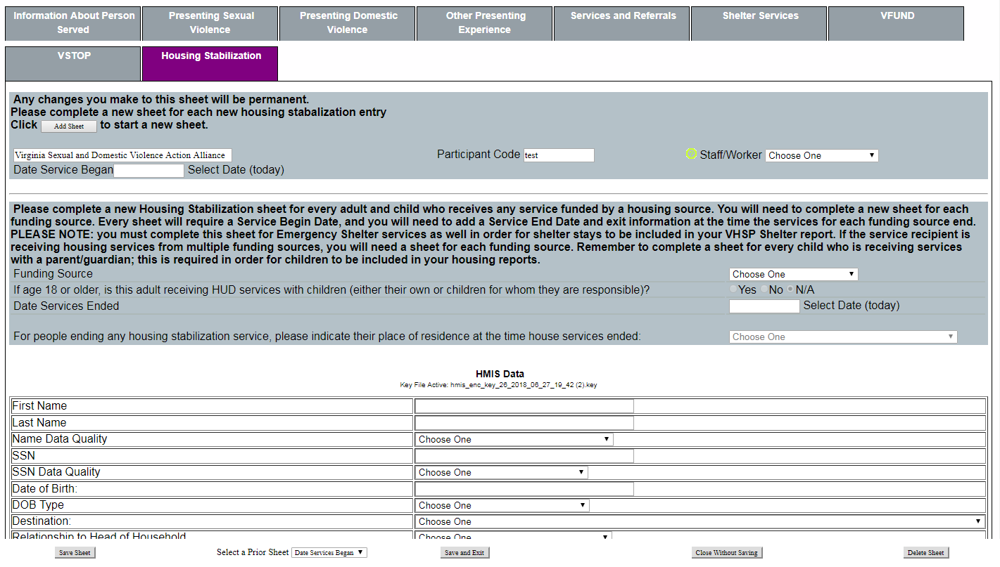 Information About Person Served
Presenting Sexual Violence
Presenting Domestic Violence
Other Presenting Experience
Services and Referrals
Shelter Services
VFUND
VSTOP
Housing Stabilization
Any changes you make to this sheet will be permanent.
Please complete a new sheet for each new housing stabalization entry
Click Add Sheet to start a new sheet.
Virginia Sexual and Domestic Violence Action Alliance Participant Code test Staff/Worker Choose One
Date Service Began Select Date (today)
Please complete a new Housing Stabilization sheet for every adult and child who receives any service funded by a housing source. You will need to complete a new sheet for each
funding source. Every sheet will require a Service Begin Date, and you will need to add a Service End Date and exit information at the time the services for each funding source end.
PLEASE NOTE: you must complete this sheet for Emergency Shelter services as well in order for shelter stays to be included in your VHSP Shelter report. If the service recipient is
receiving housing services from multiple funding sources, you will need a sheet for each funding source. Remember to complete a sheet for every child who is receiving services
with a parent/guardian; this is required in order for children to be included in your housing reports.
Funding Source Choose One
If age 18 or older, is this adult receiving HUD services with children (either their own or children for whom they are responsible)? Yes No N/A
Date Services Ended Select Date (today)
For people ending any housing stabilization service, please indicate their place of residence at the time house services ended: Choose One
HMIS Data
Key File Active: hmis_enc_key_26_2018_06_27_19_42 (2).key
First Name
Last Name
Name Data Quality Choose One
SSN
SSN Data Quality Choose One
Date of Birth:
DOB Type Choose One
Destination: Choose One
Relationship to Head of Household Choose One
Save Sheet Select a Prior Sheet Date Services Began Save and Exit Close Without Saving Delete Sheet